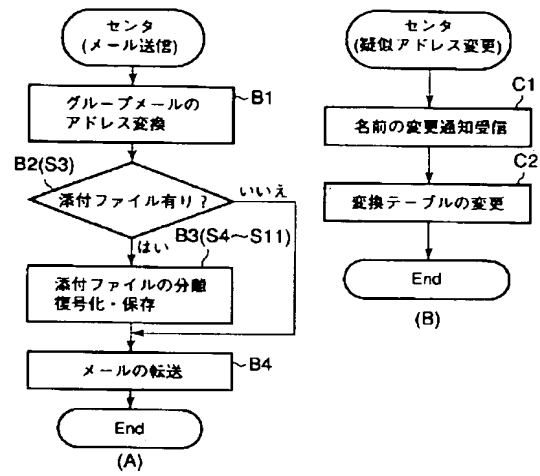 センタ
(メール送信)
グループメールの
アドレス変換
B1
B2(S3)
添付ファイル有り？
いいえ
はい
B3(S4～S11)
添付ファイルの分離
復号化・保存
メールの転送
B4
End
(A)
センタ
(疑似アドレス変更)
C1
名前の変更通知受信
C2
変換テーブルの変更
End
(B)